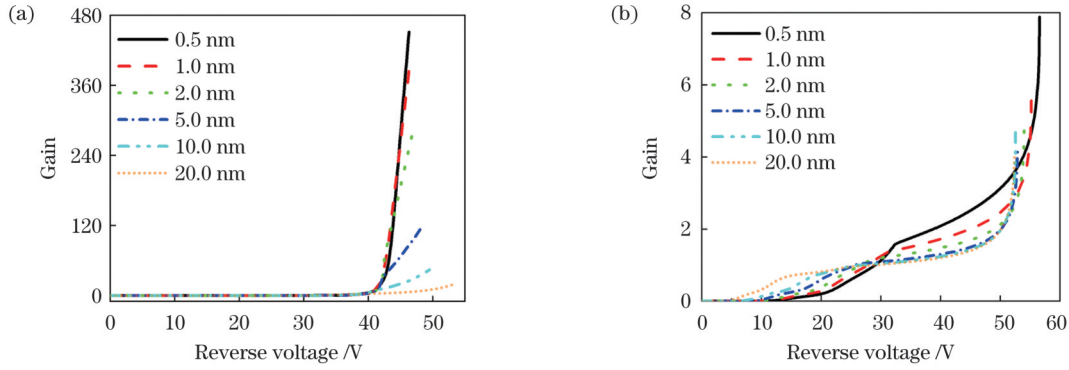 (a)
480
360
240
120
0
Gain
0.5 nm
1.0 nm
2.0 nm
5.0 nm
10.0 nm
20.0 nm
0 10 20 30 40 50
Reverse voltage /V
(b)
8
6
4
2
0
Gain
0.5 nm
1.0 nm
2.0 nm
5.0 nm
10.0 nm
20.0 nm
0 10 20 30 40 50 60
Reverse voltage /V